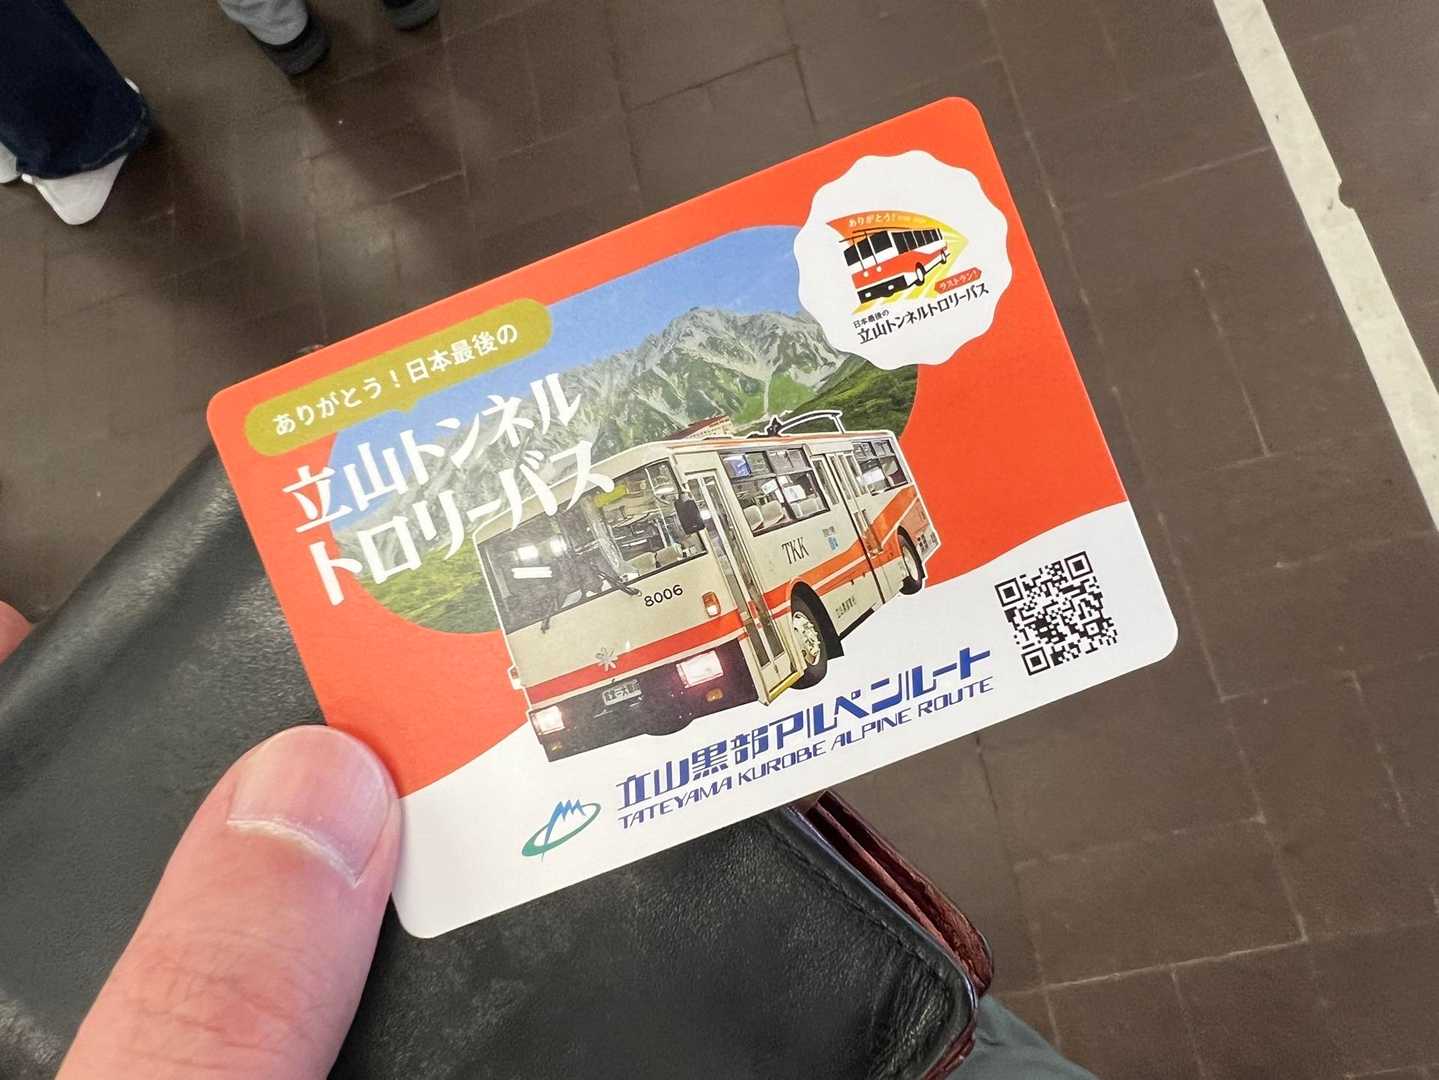 ありがとう！日本最後の
立山トンネル
トロリーバス
ありがとう！
ラストラン！
日本最後の
立山トンネルトロリーバス
TKK
8006
立山黒部アルペンルート
TATEYAMA KUROBE ALPINE ROUTE